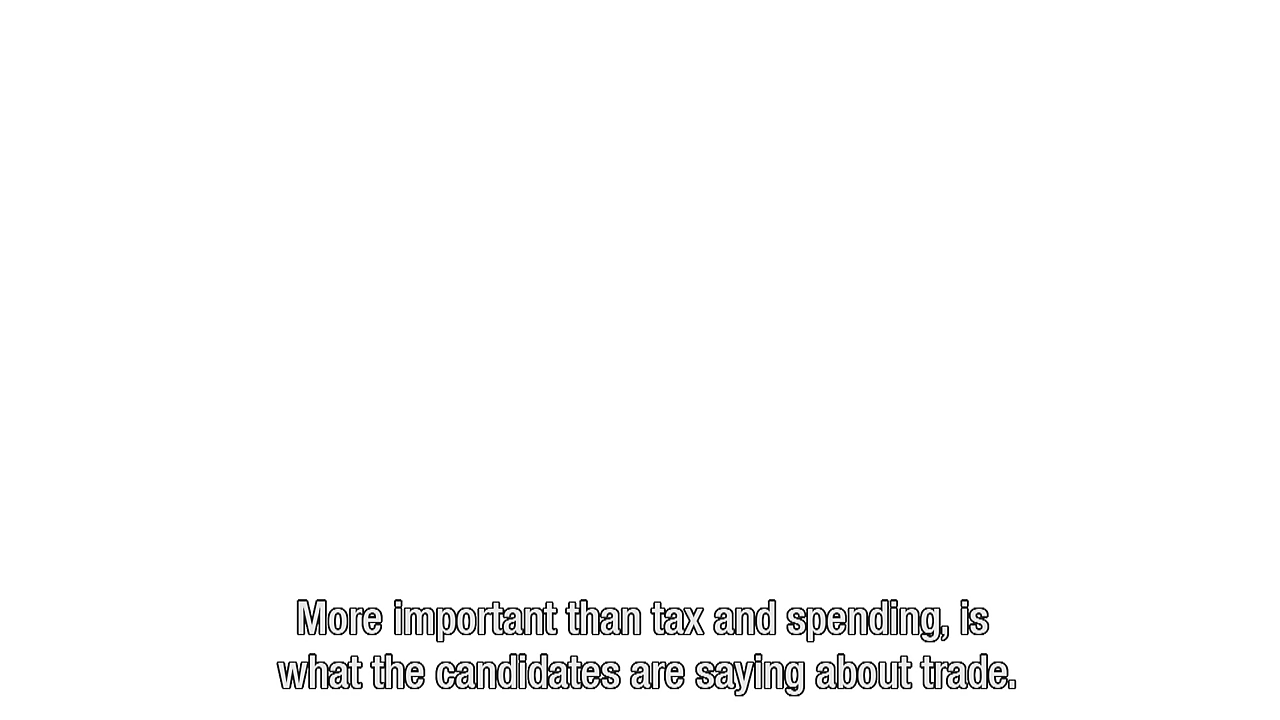 More important than tax and spending, is
what the candidates are saying about trade.